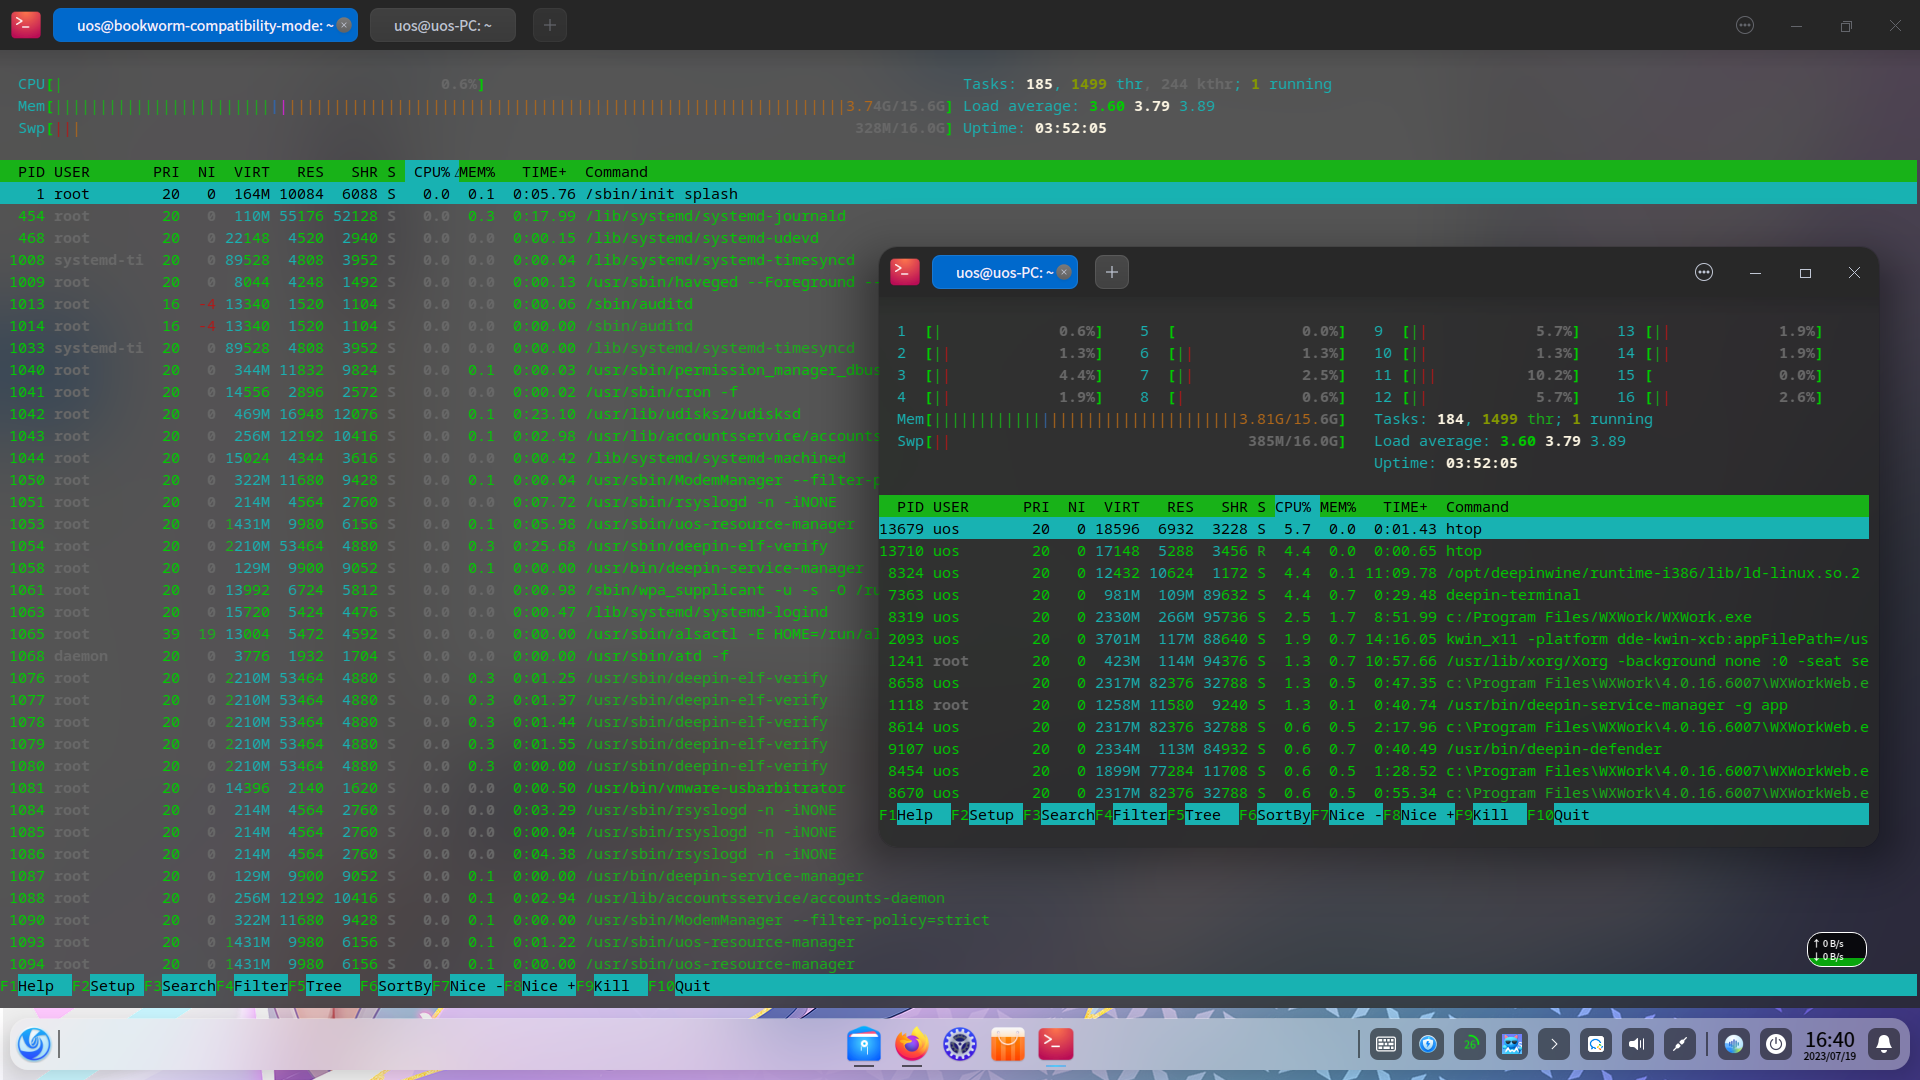 uos@bookworm-compatibility-mode: ~
uos@uos-PC: ~
CPU[| 0.6%] Tasks: 185, 1499 thr, 244 kthr; 1 running
Mem[3.74G/15.6G] Load average: 3.60 3.79 3.89
Swp[328M/16.0G] Uptime: 03:52:05
PID USER PRI NI VIRT RES SHR S CPU%△MEM% TIME+ Command
1 root 20 0 164M 10084 6088 S 0.0 0.1 0:05.76 /sbin/init splash
454 root 20 0 110M 55176 52128 S 0.0 0.3 0:17.99 /lib/systemd/systemd-journald
468 root 20 0 22148 4520 2940 S 0.0 0.0 0:00.15 /lib/systemd/systemd-udevd
1008 systemd-ti 20 0 89528 4808 3952 S 0.0 0.0 0:00.04 /lib/systemd/systemd-timesyncd
1009 root 20 0 8044 4248 1492 S 0.0 0.0 0:00.13 /usr/sbin/haveged --Foreground --
1013 root 16 -4 13340 1520 1104 S 0.0 0.0 0:00.06 /sbin/auditd
1014 root 16 -4 13340 1520 1104 S 0.0 0.0 0:00.00 /sbin/auditd
1033 systemd-ti 20 0 89528 4808 3952 S 0.0 0.0 0:00.00 /lib/systemd/systemd-timesyncd
1040 root 20 0 344M 11832 9824 S 0.0 0.1 0:00.03 /usr/sbin/permission_manager_dbus
1041 root 20 0 14556 2896 2572 S 0.0 0.0 0:00.02 /usr/sbin/cron -f
1042 root 20 0 469M 16948 12076 S 0.0 0.1 0:23.10 /usr/lib/udisks2/udisksd
1043 root 20 0 256M 12192 10416 S 0.0 0.1 0:02.98 /usr/lib/accountsservice/accounts
1044 root 20 0 15024 4344 3616 S 0.0 0.0 0:00.42 /lib/systemd/systemd-machined
1050 root 20 0 322M 11680 9428 S 0.0 0.1 0:00.04 /usr/sbin/ModemManager --filter-p
1051 root 20 0 214M 4564 2760 S 0.0 0.0 0:07.72 /usr/sbin/rsyslogd -n -iNONE
1053 root 20 0 1431M 9980 6156 S 0.0 0.1 0:05.98 /usr/sbin/uos-resource-manager
1054 root 20 0 2210M 53464 4880 S 0.0 0.3 0:25.68 /usr/sbin/deepin-elf-verify
1058 root 20 0 129M 9900 9052 S 0.0 0.1 0:00.00 /usr/bin/deepin-service-manager
1061 root 20 0 13992 6724 5812 S 0.0 0.0 0:00.98 /sbin/wpa_supplicant -u -s -O /ru
1063 root 20 0 15720 5424 4476 S 0.0 0.0 0:00.47 /lib/systemd/systemd-logind
1065 root 39 19 13004 5472 4592 S 0.0 0.0 0:00.00 /usr/sbin/alsactl -E HOME=/run/al
1068 daemon 20 0 3776 1932 1704 S 0.0 0.0 0:00.00 /usr/sbin/atd -f
1076 root 20 0 2210M 53464 4880 S 0.0 0.3 0:01.25 /usr/sbin/deepin-elf-verify
1077 root 20 0 2210M 53464 4880 S 0.0 0.3 0:01.37 /usr/sbin/deepin-elf-verify
1078 root 20 0 2210M 53464 4880 S 0.0 0.3 0:01.44 /usr/sbin/deepin-elf-verify
1079 root 20 0 2210M 53464 4880 S 0.0 0.3 0:01.55 /usr/sbin/deepin-elf-verify
1080 root 20 0 2210M 53464 4880 S 0.0 0.3 0:00.00 /usr/sbin/deepin-elf-verify
1081 root 20 0 14396 2140 1620 S 0.0 0.0 0:00.50 /usr/bin/vmware-usbarbitrator
1084 root 20 0 214M 4564 2760 S 0.0 0.0 0:03.29 /usr/sbin/rsyslogd -n -iNONE
1085 root 20 0 214M 4564 2760 S 0.0 0.0 0:00.04 /usr/sbin/rsyslogd -n -iNONE
1086 root 20 0 214M 4564 2760 S 0.0 0.0 0:04.38 /usr/sbin/rsyslogd -n -iNONE
1087 root 20 0 129M 9900 9052 S 0.0 0.1 0:00.00 /usr/bin/deepin-service-manager
1088 root 20 0 256M 12192 10416 S 0.0 0.1 0:02.94 /usr/lib/accountsservice/accounts-daemon
1090 root 20 0 322M 11680 9428 S 0.0 0.1 0:00.00 /usr/sbin/ModemManager --filter-policy=strict
1093 root 20 0 1431M 9980 6156 S 0.0 0.1 0:01.22 /usr/sbin/uos-resource-manager
1094 root 20 0 1431M 9980 6156 S 0.0 0.1 0:00.00 /usr/sbin/uos-resource-manager
F1Help F2Setup F3SearchF4FilterF5Tree F6SortByF7Nice -F8Nice +F9Kill F10Quit
uos@uos-PC: ~
1 [| 0.6%] 5 [ 0.0%] 9 [|| 5.7%] 13 [|| 1.9%]
2 [|| 1.3%] 6 [|| 1.3%] 10 [|| 1.3%] 14 [|| 1.9%]
3 [|| 4.4%] 7 [|| 2.5%] 11 [||| 10.2%] 15 [ 0.0%]
4 [|| 1.9%] 8 [| 0.6%] 12 [|| 5.7%] 16 [|| 2.6%]
Mem[3.81G/15.6G] Tasks: 184, 1499 thr; 1 running
Swp[|| 385M/16.0G] Load average: 3.60 3.79 3.89
Uptime: 03:52:05
PID USER PRI NI VIRT RES SHR S CPU% MEM% TIME+ Command
13679 uos 20 0 18596 6932 3228 S 5.7 0.0 0:01.43 htop
13710 uos 20 0 17148 5288 3456 R 4.4 0.0 0:00.65 htop
8324 uos 20 0 12432 10624 1172 S 4.4 0.1 11:09.78 /opt/deepinwine/runtime-i386/lib/ld-linux.so.2
7363 uos 20 0 981M 109M 89632 S 4.4 0.7 0:29.48 deepin-terminal
8319 uos 20 0 2330M 266M 95736 S 2.5 1.7 8:51.99 c:/Program Files/WXWork/WXWork.exe
2093 uos 20 0 3701M 117M 88640 S 1.9 0.7 14:16.05 kwin_x11 -platform dde-kwin-xcb:appFilePath=/us
1241 root 20 0 423M 114M 94376 S 1.3 0.7 10:57.66 /usr/lib/xorg/Xorg -background none :0 -seat se
8658 uos 20 0 2317M 82376 32788 S 1.3 0.5 0:47.35 c:\Program Files\WXWork\4.0.16.6007\WXWorkWeb.e
1118 root 20 0 1258M 11580 9240 S 1.3 0.1 0:40.74 /usr/bin/deepin-service-manager -g app
8614 uos 20 0 2317M 82376 32788 S 0.6 0.5 2:17.96 c:\Program Files\WXWork\4.0.16.6007\WXWorkWeb.e
9107 uos 20 0 2334M 113M 84932 S 0.6 0.7 0:40.49 /usr/bin/deepin-defender
8454 uos 20 0 1899M 77284 11708 S 0.6 0.5 1:28.52 c:\Program Files\WXWork\4.0.16.6007\WXWorkWeb.e
8670 uos 20 0 2317M 82376 32788 S 0.6 0.5 0:55.34 c:\Program Files\WXWork\4.0.16.6007\WXWorkWeb.e
F1Help F2Setup F3SearchF4FilterF5Tree F6SortByF7Nice -F8Nice +F9Kill F10Quit
↑ 0 B/s
↓ 0 B/s
26
16:40
2023/07/19